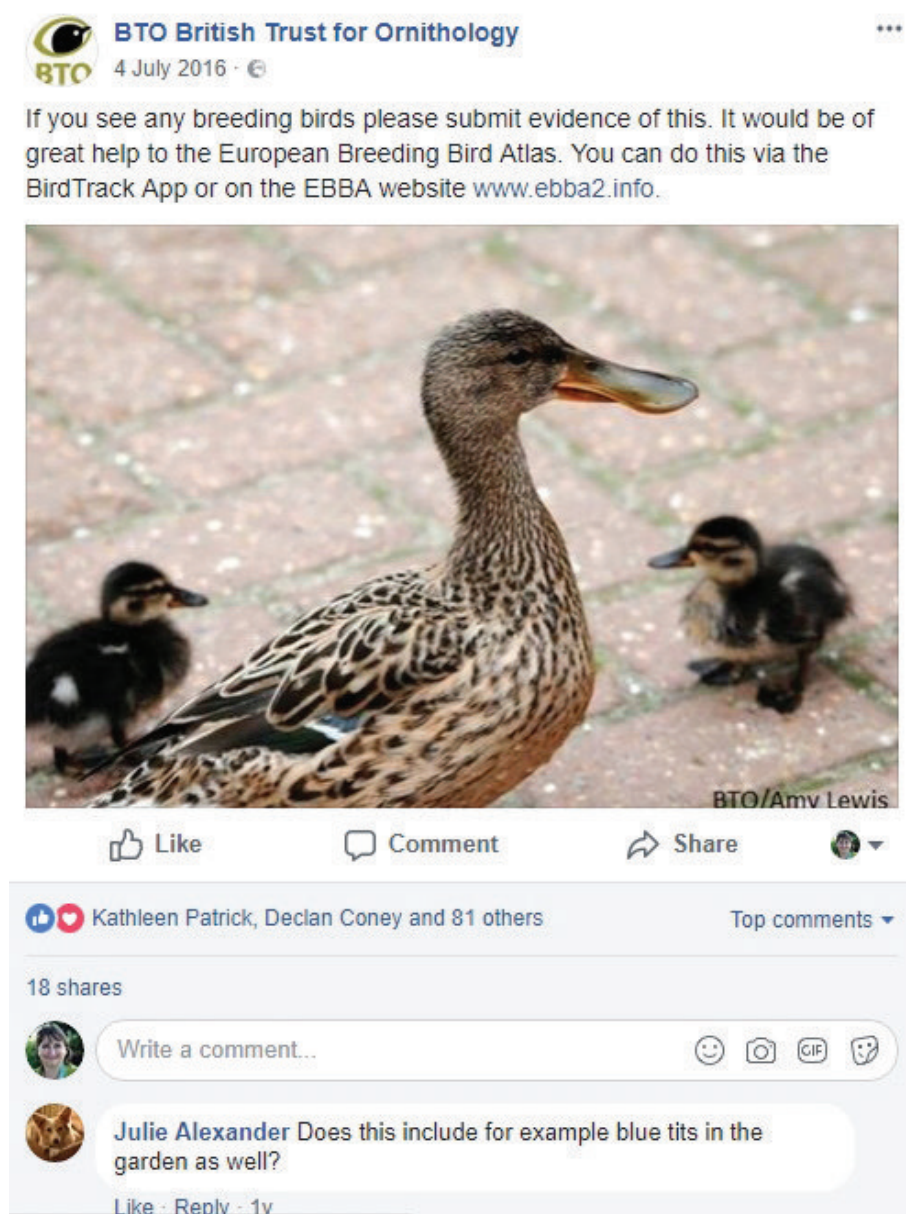 BTO British Trust for Ornithology
BTO
4 July 2016 ·
If you see any breeding birds please submit evidence of this. It would be of
great help to the European Breeding Bird Atlas. You can do this via the
BirdTrack App or on the EBBA website www.ebba2.info.
BTO/Amy Lewis
Like Comment Share
Kathleen Patrick, Declan Coney and 81 others Top comments
18 shares
Write a comment... GIF
Julie Alexander Does this include for example blue tits in the
garden as well?
Like · Reply · 1y